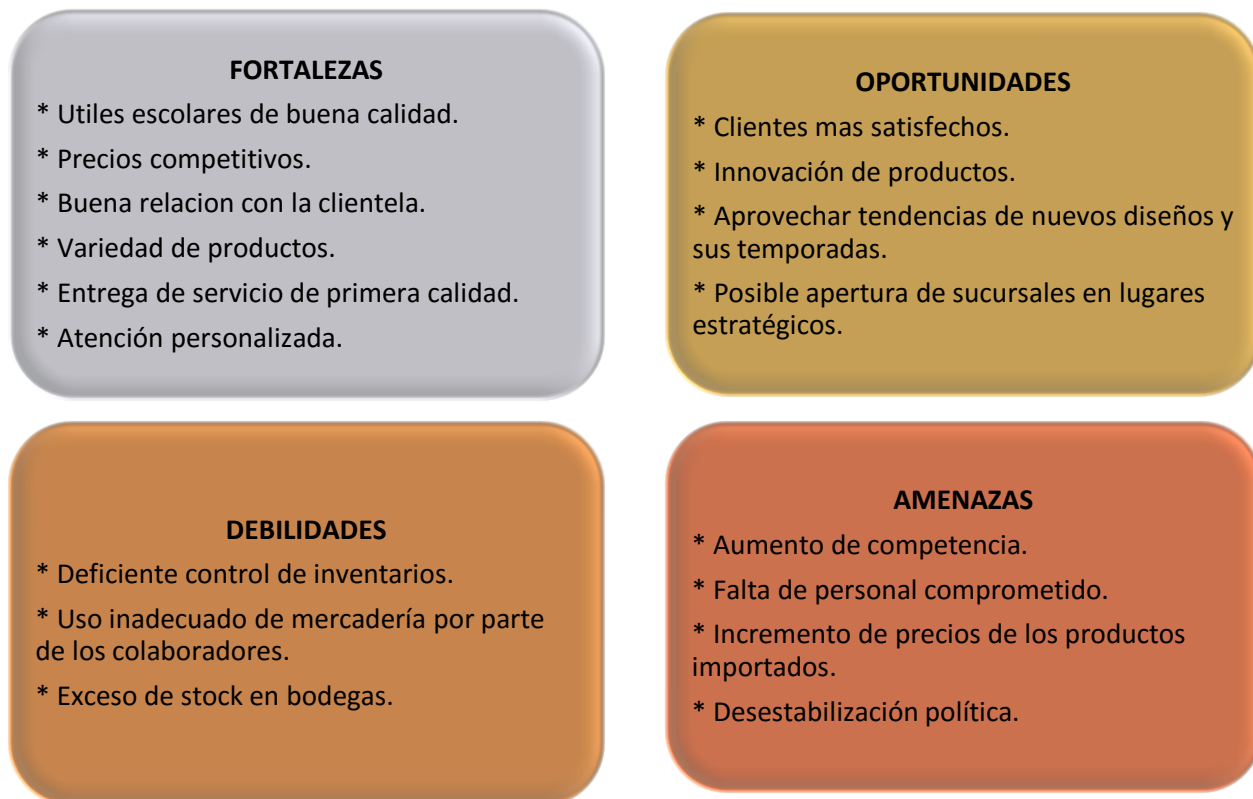 FORTALEZAS
* Utiles escolares de buena calidad.
* Precios competitivos.
* Buena relacion con la clientela.
* Variedad de productos.
* Entrega de servicio de primera calidad.
* Atención personalizada.
OPORTUNIDADES
* Clientes mas satisfechos.
* Innovación de productos.
* Aprovechar tendencias de nuevos diseños y
sus temporadas.
* Posible apertura de sucursales en lugares
estratégicos.
DEBILIDADES
* Deficiente control de inventarios.
* Uso inadecuado de mercadería por parte
de los colaboradores.
* Exceso de stock en bodegas.
AMENAZAS
* Aumento de competencia.
* Falta de personal comprometido.
* Incremento de precios de los productos
importados.
* Desestabilización política.